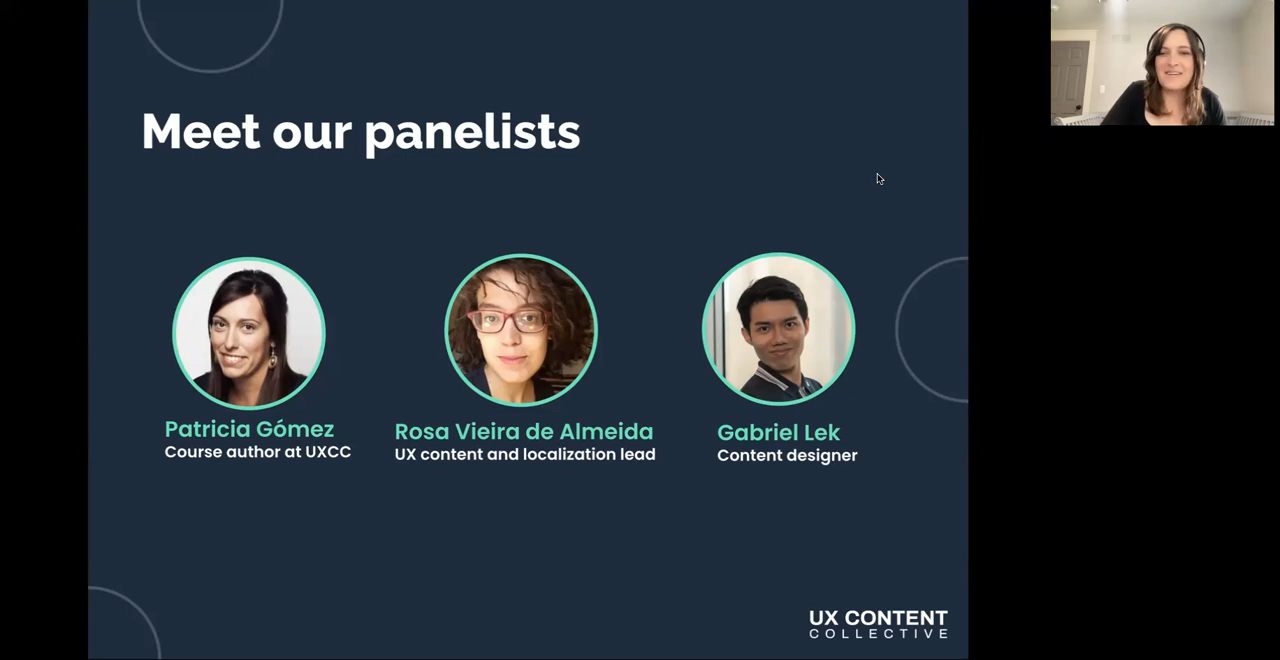 Meet our panelists
Patricia Gómez
Course author at UXCC
Rosa Vieira de Almeida
UX content and localization lead
Gabriel Lek
Content designer
UX CONTENT
COLLECTIVE